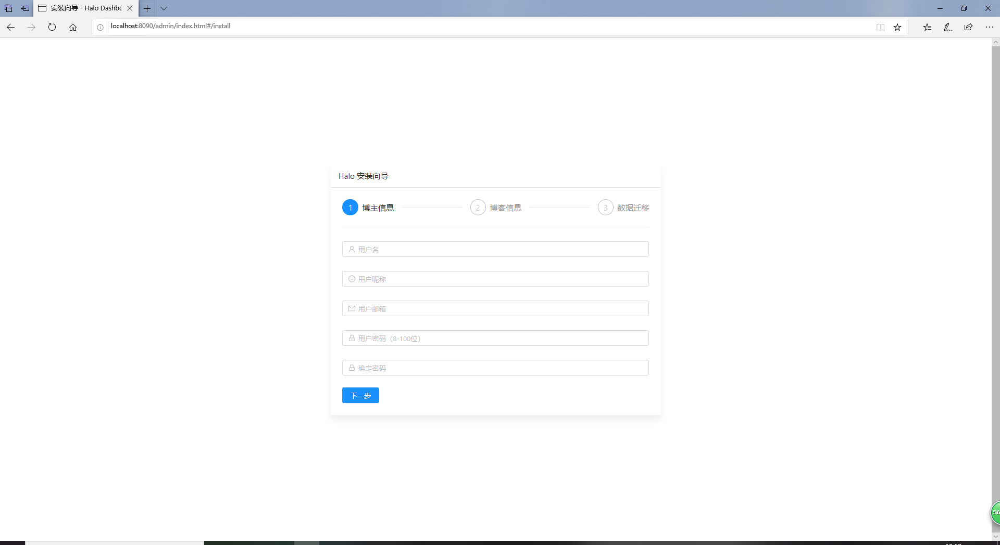 安装向导 - Halo Dashbo
localhost:8090/admin/index.html#/install
Halo 安装向导
1 博主信息
2 博客信息
3 数据迁移
用户名
用户昵称
用户邮箱
用户密码（8-100位）
确定密码
下一步
56